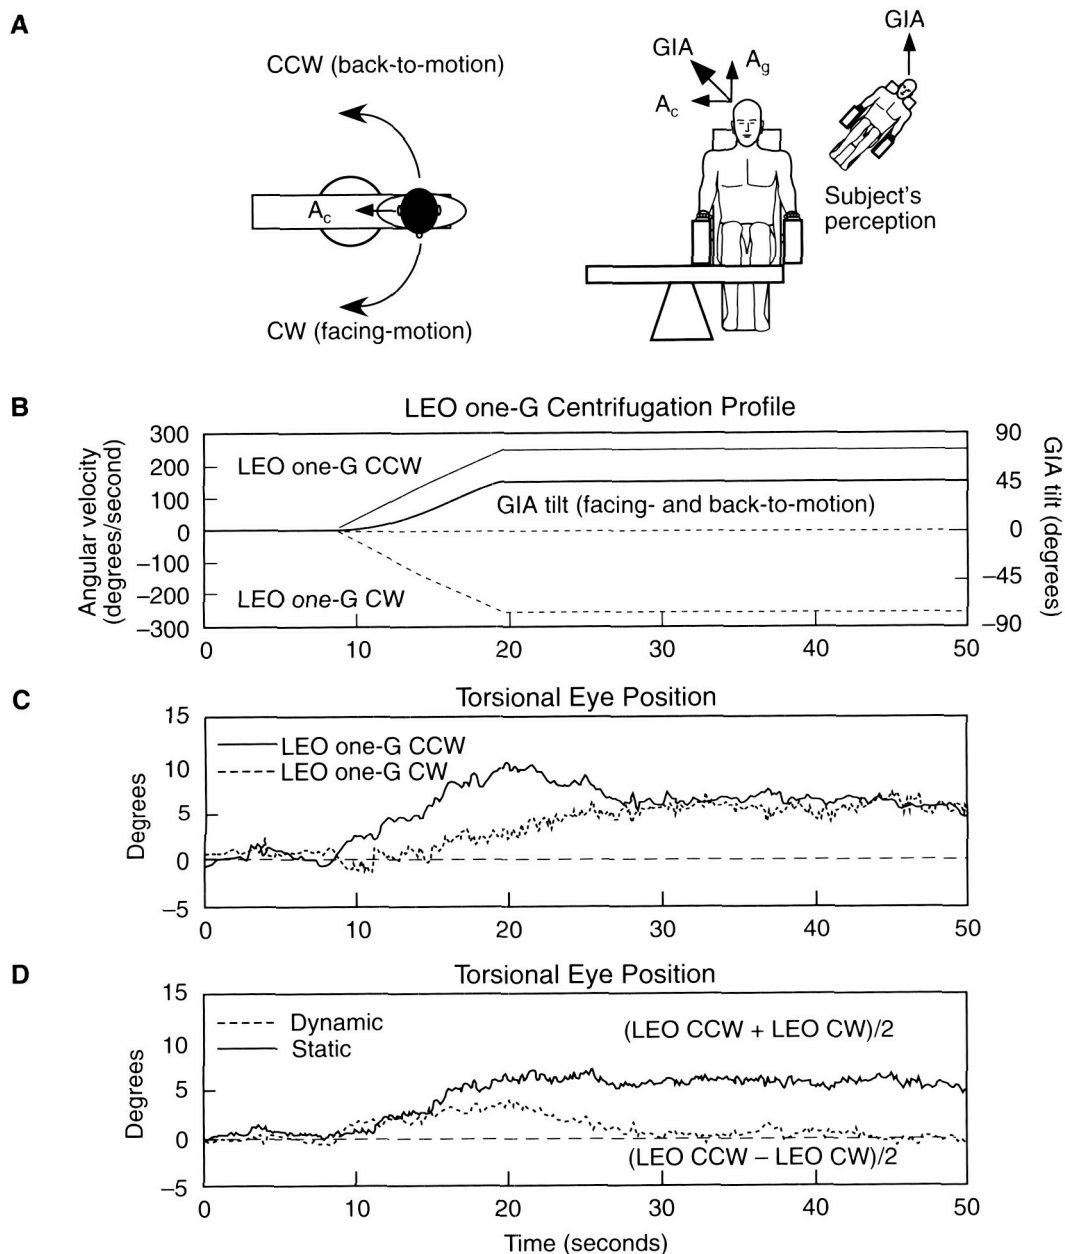 A
CCW (back-to-motion)
A_c
CW (facing-motion)
GIA
A_g
A_c
GIA
Subject's
perception
B
LEO one-G Centrifugation Profile
Angular velocity
(degrees/second)
300
200
100
0
–100
–200
–300
LEO one-G CCW
GIA tilt (facing- and back-to-motion)
LEO one-G CW
90
45
0
–45
–90
GIA tilt (degrees)
0 10 20 30 40 50
C
Torsional Eye Position
Degrees
15
10
5
0
–5
LEO one-G CCW
LEO one-G CW
0 10 20 30 40 50
D
Torsional Eye Position
Degrees
15
10
5
0
–5
Dynamic
Static
(LEO CCW + LEO CW)/2
(LEO CCW – LEO CW)/2
0 10 20 30 40 50
Time (seconds)